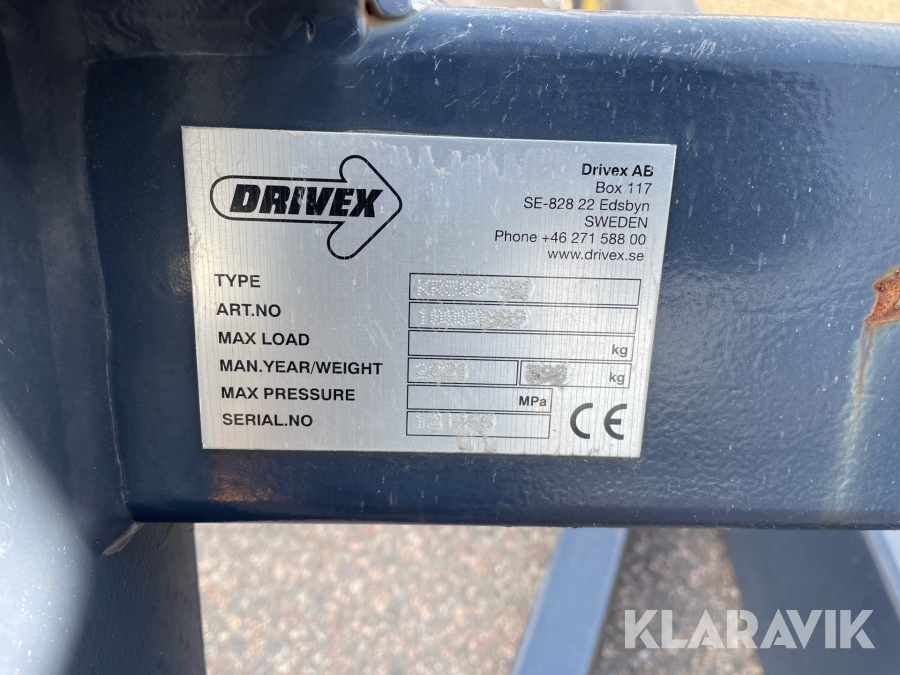 DRIVEX
Drivex AB
Box 117
SE-828 22 Edsbyn
SWEDEN
Phone +46 271 588 00
www.drivex.se
TYPE
ART.NO
MAX LOAD kg
MAN.YEAR/WEIGHT kg
MAX PRESSURE MPa
SERIAL.NO
CE
KLARAVIK